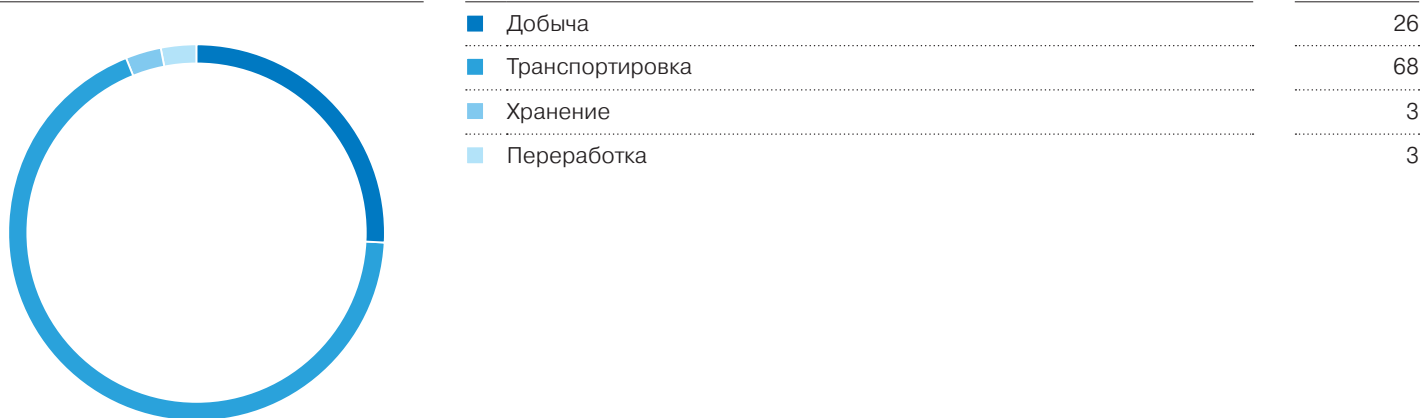 Добыча 26
Транспортировка 68
Хранение 3
Переработка 3